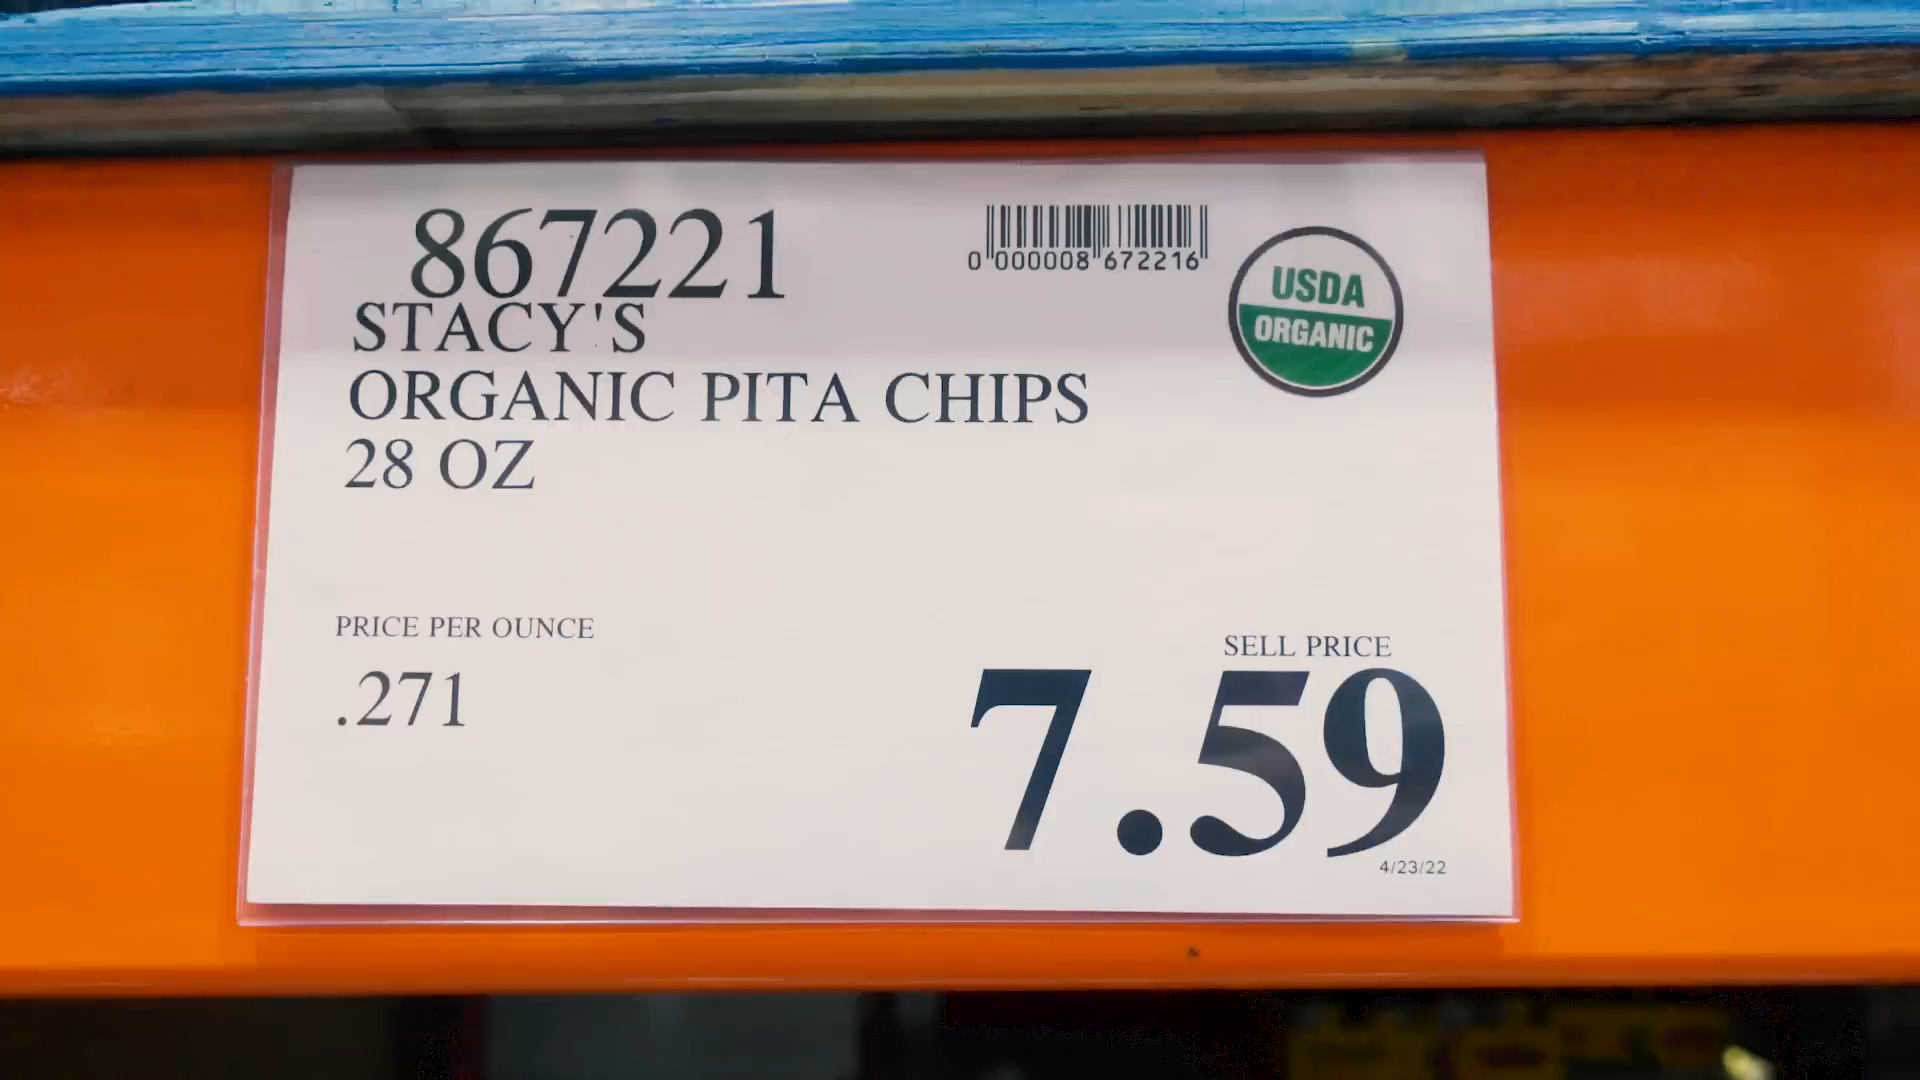 867221
0 000008 672216
USDA
ORGANIC
STACY'S
ORGANIC PITA CHIPS
28 OZ
PRICE PER OUNCE
.271
SELL PRICE
7.59
4/23/22